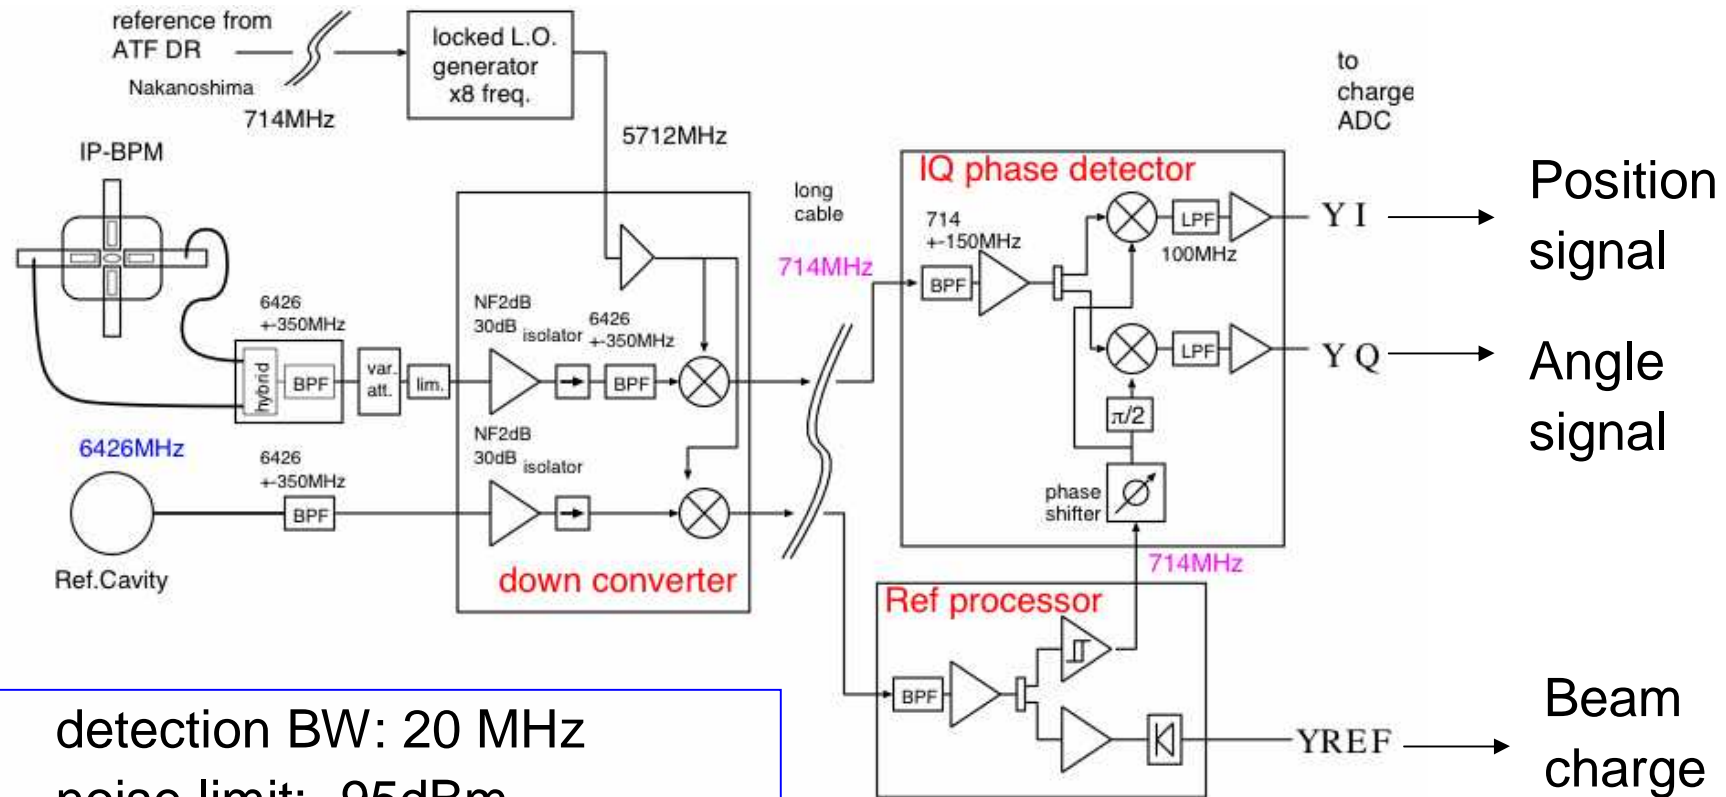 reference from
ATF DR
Nakanoshima
714MHz
locked L.O.
generator
x8 freq.
5712MHz
to
charge
ADC
IP-BPM
6426
+-350MHz
hybrid
BPF
var.
att.
lim.
NF2dB
30dB
isolator
6426
+-350MHz
BPF
long
cable
714MHz
IQ phase detector
714
+-150MHz
BPF
LPF
100MHz
Y I
Position
signal
LPF
Y Q
Angle
signal
π/2
phase
shifter
6426MHz
6426
+-350MHz
BPF
NF2dB
30dB
isolator
Ref.Cavity
down converter
714MHz
Ref processor
BPF
YREF
Beam
charge
detection BW: 20 MHz
noise limit: -95dBm